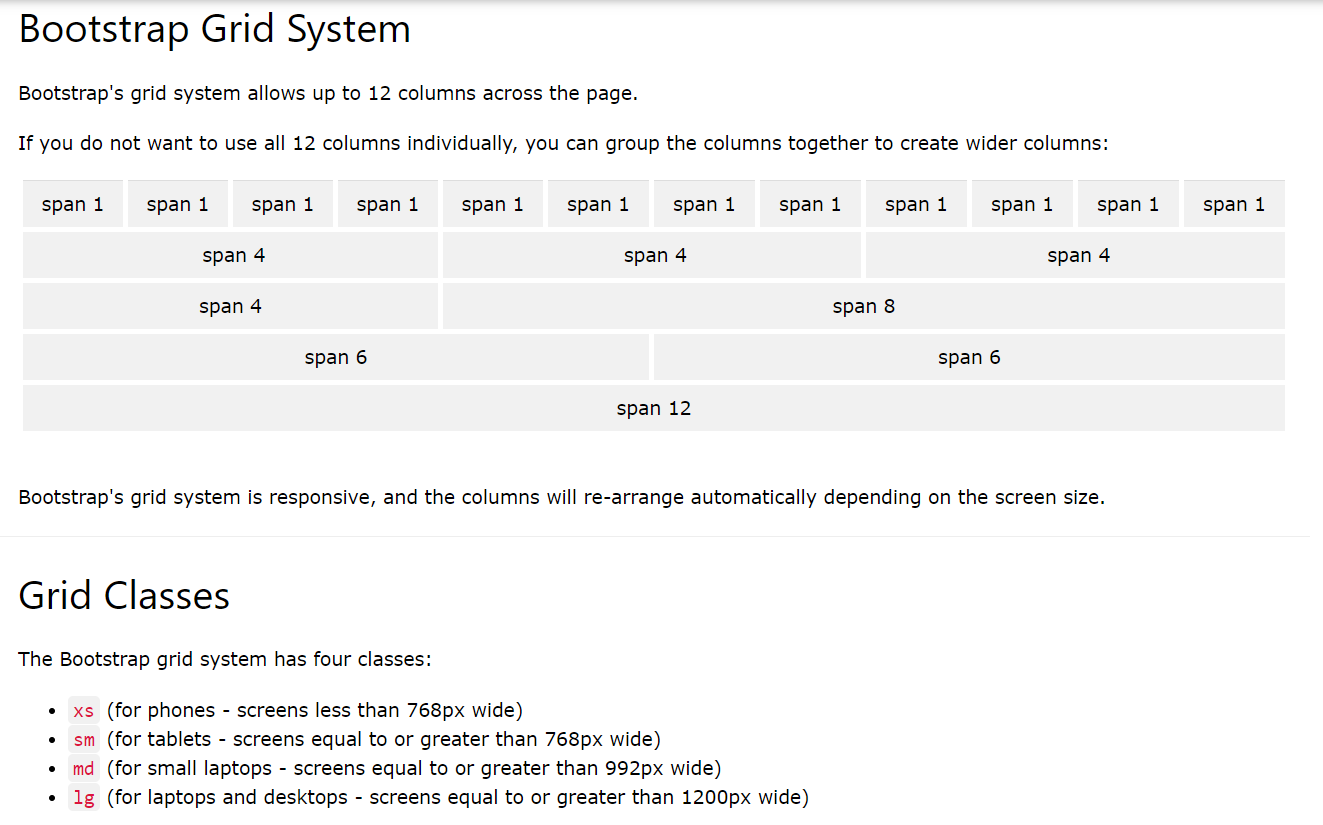 Bootstrap Grid System
Bootstrap's grid system allows up to 12 columns across the page.
If you do not want to use all 12 columns individually, you can group the columns together to create wider columns:
span 1 span 1 span 1 span 1 span 1 span 1 span 1 span 1 span 1 span 1 span 1 span 1
span 4 span 4 span 4
span 4 span 8
span 6 span 6
span 12
Bootstrap's grid system is responsive, and the columns will re-arrange automatically depending on the screen size.
Grid Classes
The Bootstrap grid system has four classes:
• xs (for phones - screens less than 768px wide)
• sm (for tablets - screens equal to or greater than 768px wide)
• md (for small laptops - screens equal to or greater than 992px wide)
• lg (for laptops and desktops - screens equal to or greater than 1200px wide)